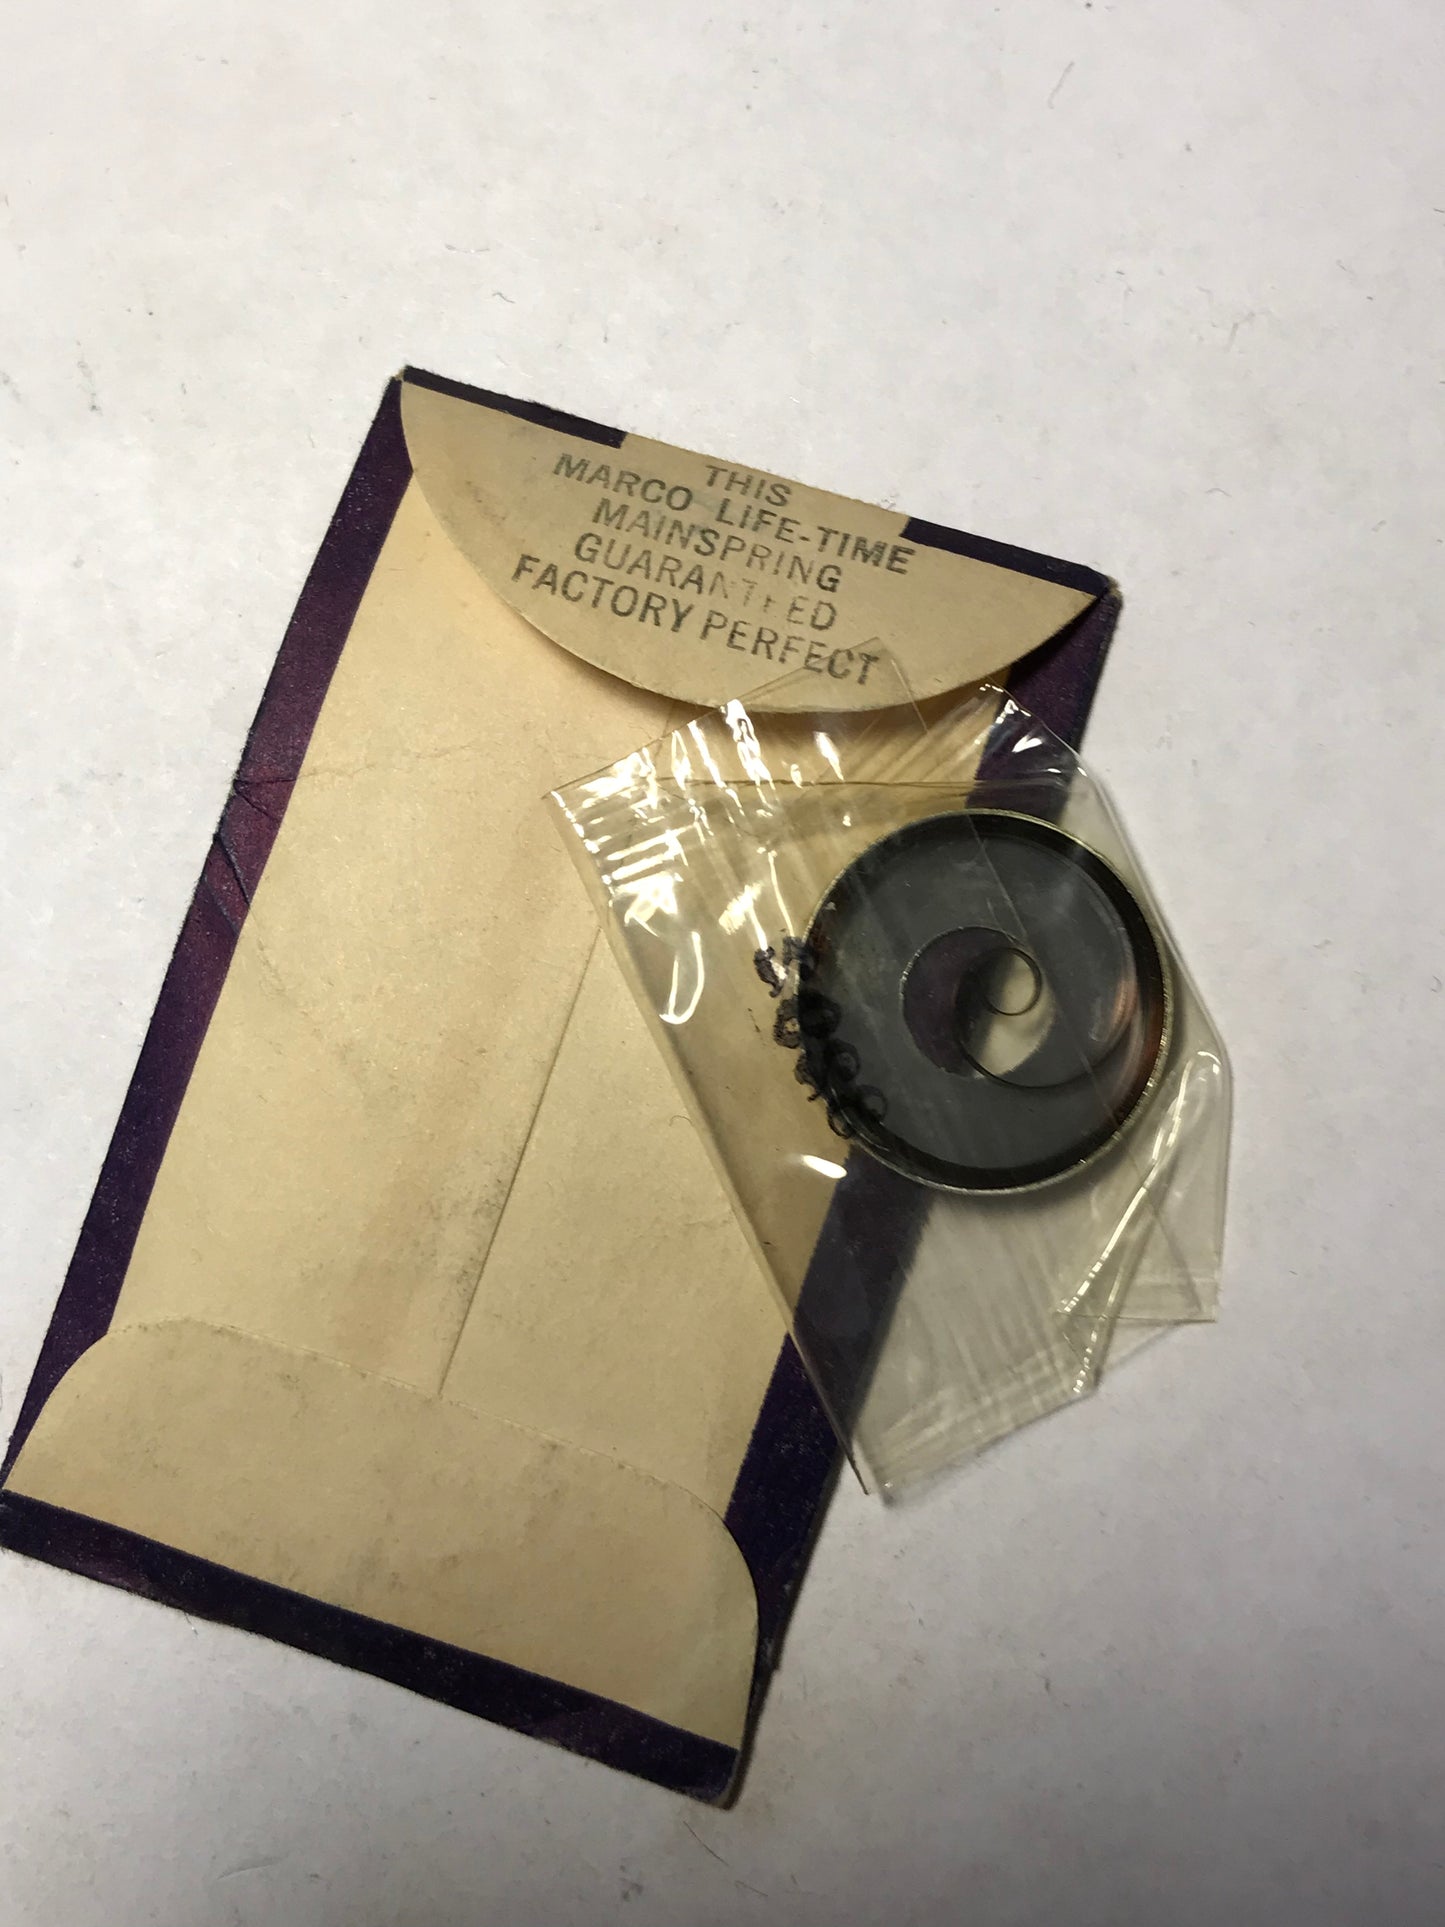 THIS
MARCO LIFE-TIME
MAINSPRING
GUARANTEED
FACTORY PERFECT